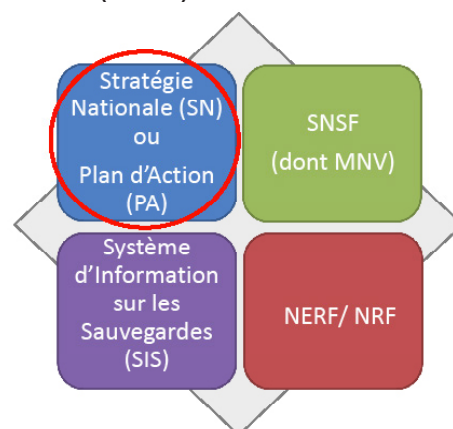 Stratégie
Nationale (SN)
ou
Plan d’Action
(PA)
SNSF
(dont MNV)
Système
d’Information
sur les
Sauvegardes
(SIS)
NERF/ NRF